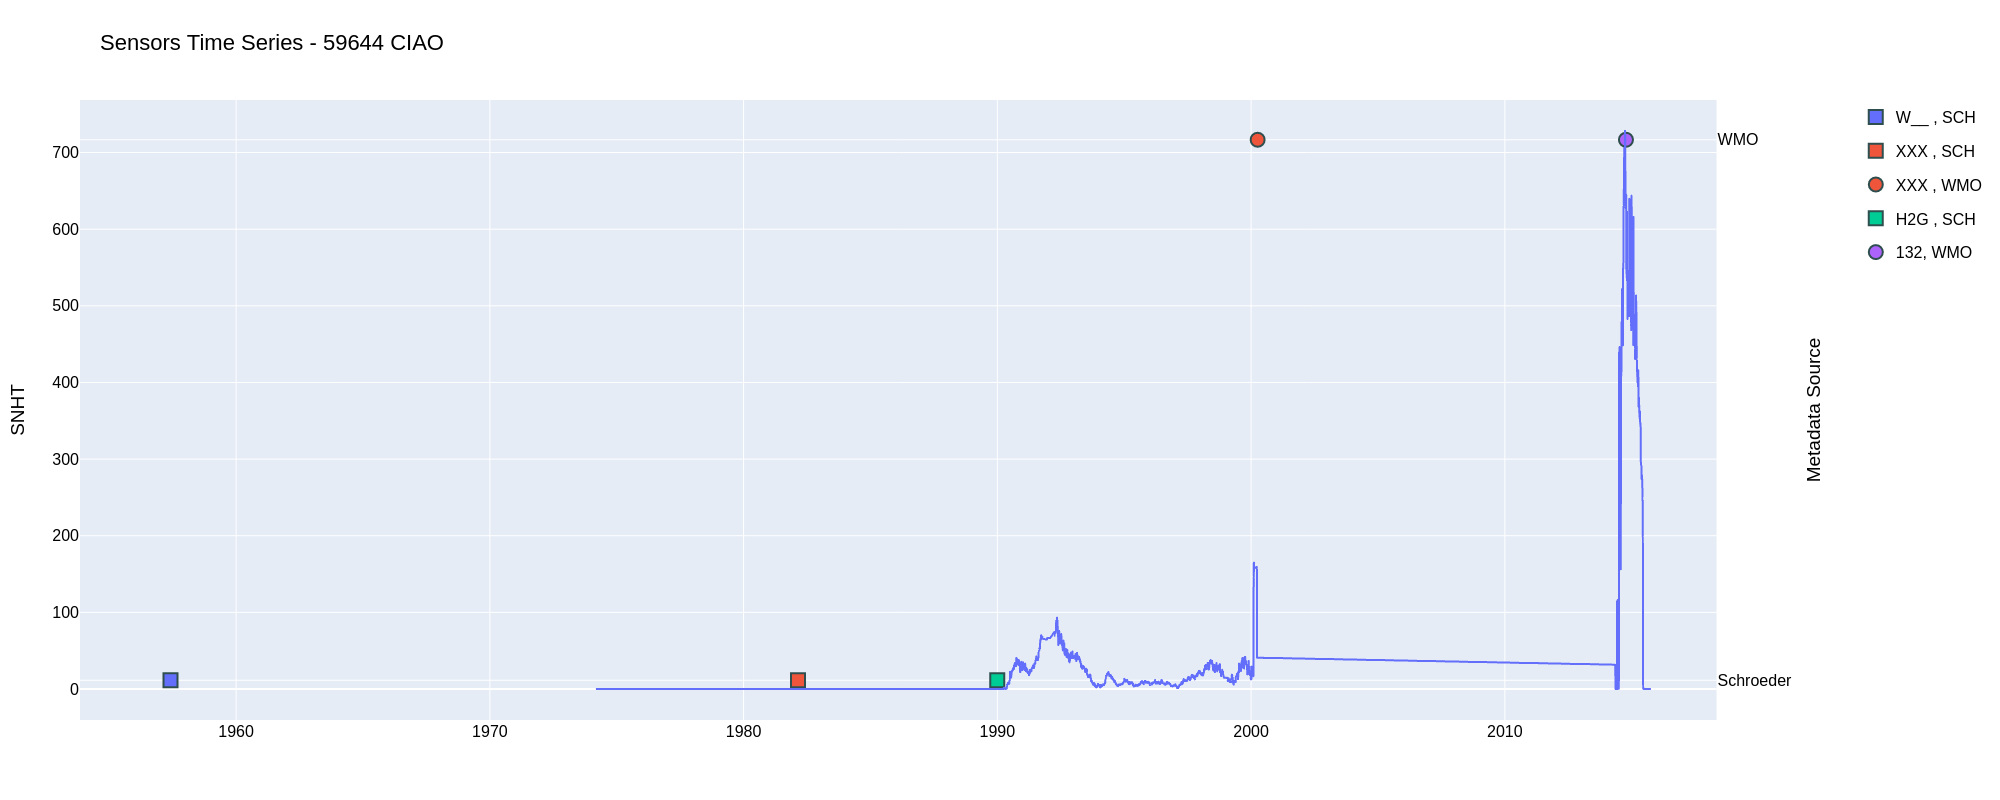 Sensors Time Series - 59644 CIAO
W__ , SCH
XXX , SCH
XXX , WMO
H2G , SCH
132, WMO
WMO
Schroeder
Metadata Source
SNHT
700
600
500
400
300
200
100
0
1960
1970
1980
1990
2000
2010